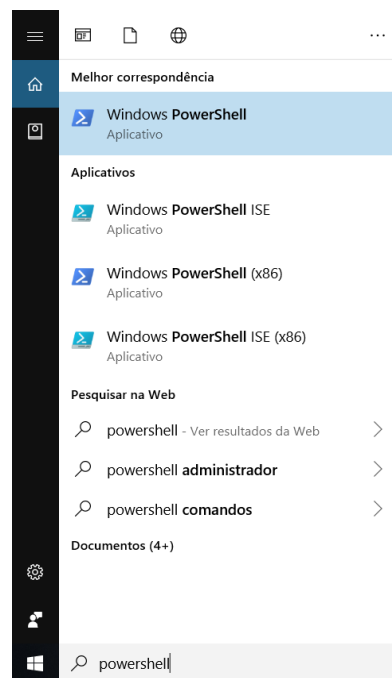 Melhor correspondência
Windows PowerShell
Aplicativo
Aplicativos
Windows PowerShell ISE
Aplicativo
Windows PowerShell (x86)
Aplicativo
Windows PowerShell ISE (x86)
Aplicativo
Pesquisar na Web
powershell - Ver resultados da Web
powershell administrador
powershell comandos
Documentos (4+)
powershell